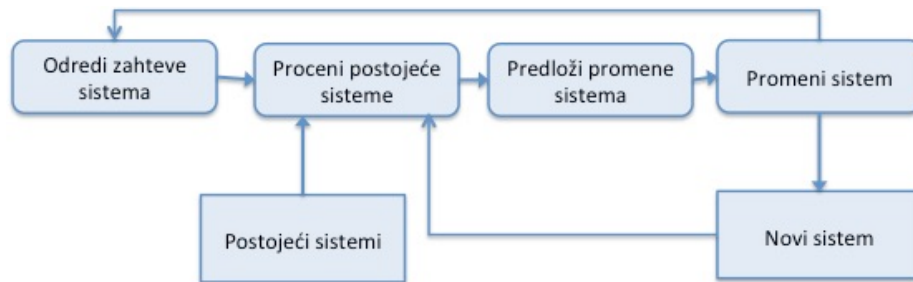 Odredi zahteve
sistema
Proceni postojeće
sisteme
Predloži promene
sistema
Promeni sistem
Postojeći sistemi
Novi sistem